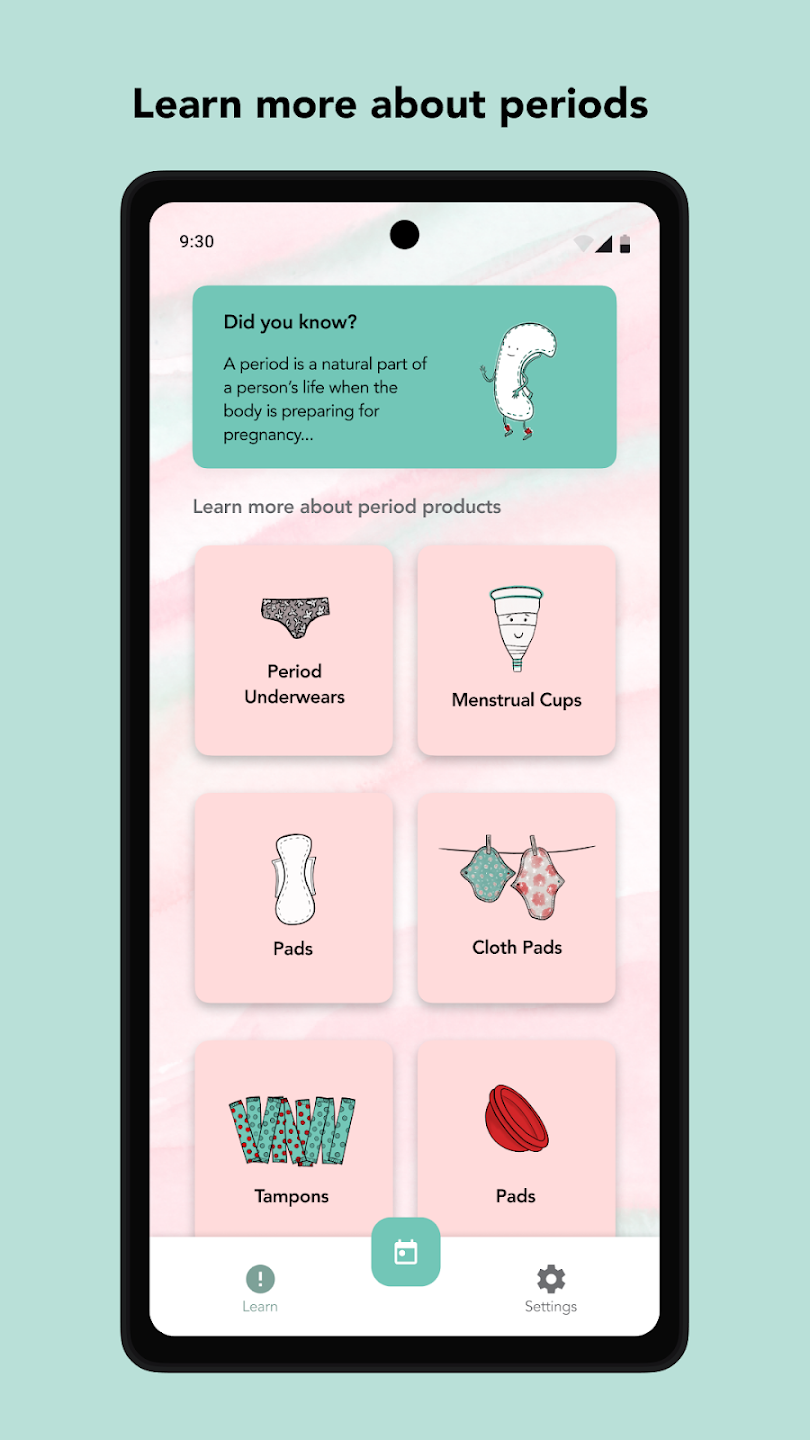 Learn more about periods
9:30
Did you know?
A period is a natural part of
a person's life when the
body is preparing for
pregnancy...
Learn more about period products
Period
Underwears
Menstrual Cups
Pads
Cloth Pads
Tampons
Pads
Learn
Settings